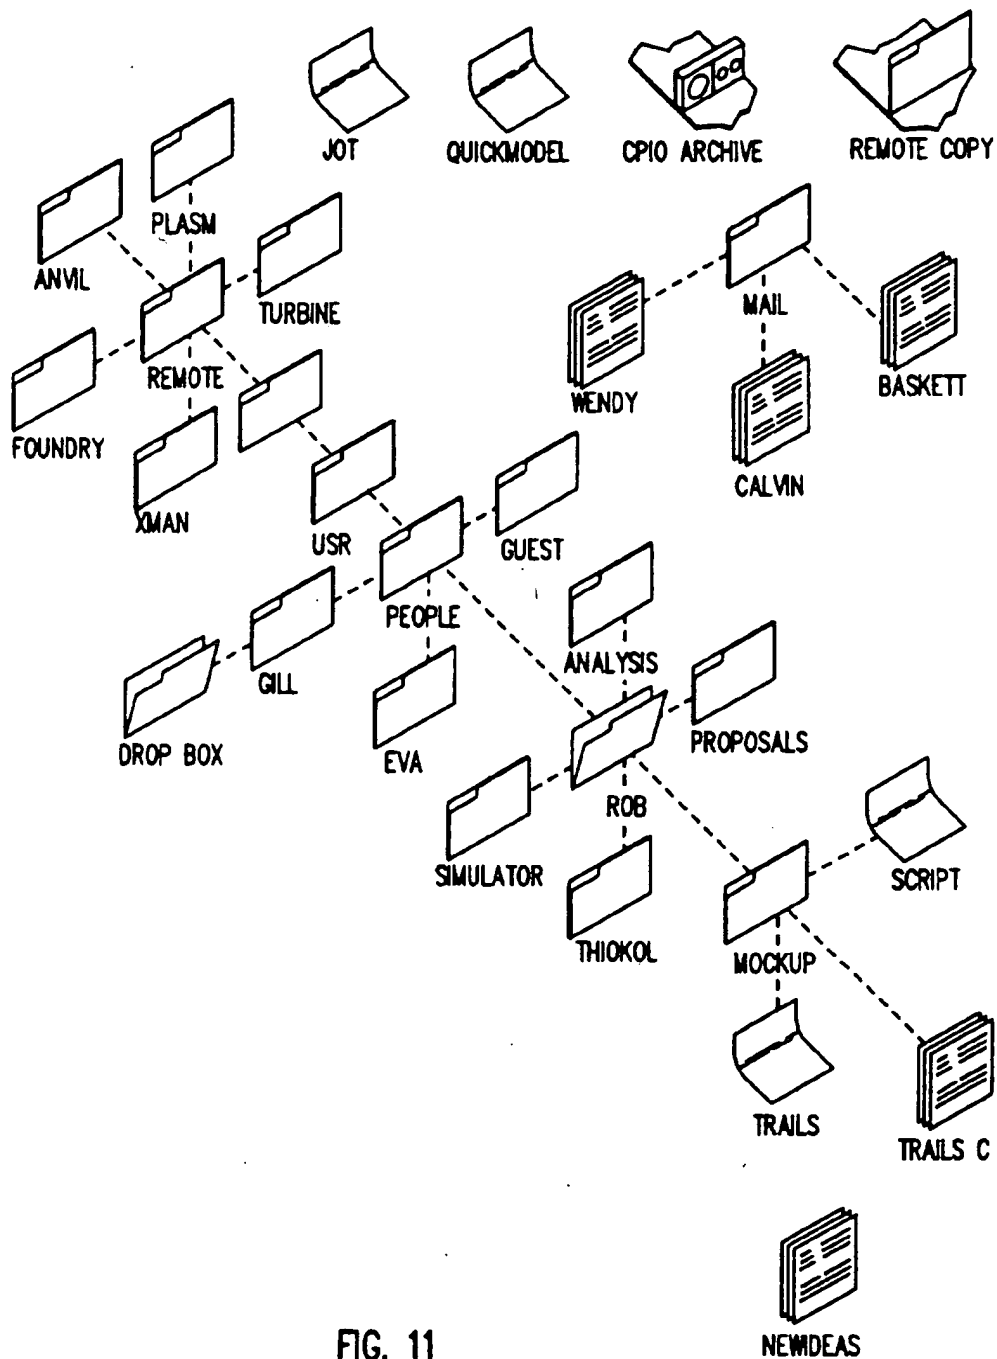 JOT
QUICKMODEL
CPIO ARCHIVE
REMOTE COPY
PLASM
ANVIL
TURBINE
MAIL
REMOTE
WENDY
BASKETT
FOUNDRY
CALVIN
XMAN
USR
GUEST
PEOPLE
ANALYSIS
GILL
PROPOSALS
DROP BOX
EVA
ROB
SIMULATOR
SCRIPT
THIOKOL
MOCKUP
TRAILS
TRAILS C
NEWIDEAS
FIG. 11